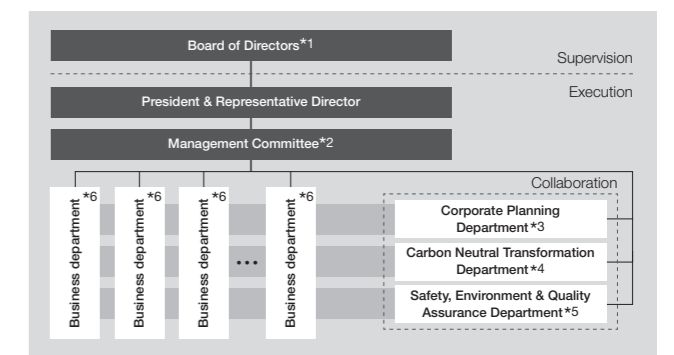 Board of Directors*1
Supervision
Execution
President & Representative Director
Management Committee*2
Collaboration
Business department*6
Business department*6
Business department*6
...
Business department*6
Corporate Planning
Department*3
Carbon Neutral Transformation
Department*4
Safety, Environment & Quality
Assurance Department*5